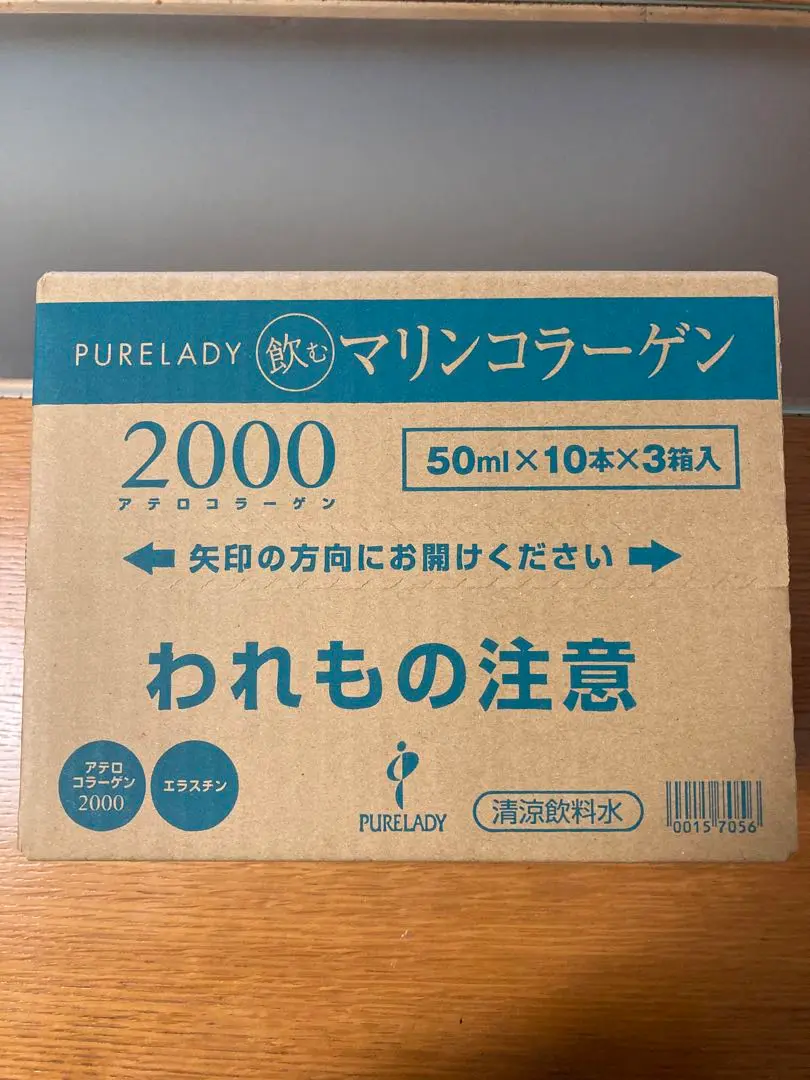 PURELADY 飲む マリンコラーゲン
2000
アテロコラーゲン
50ml×10本×3箱入
矢印の方向にお開けください
われもの注意
アテロ
コラーゲン
2000
エラスチン
PURELADY
清涼飲料水
0015 7056